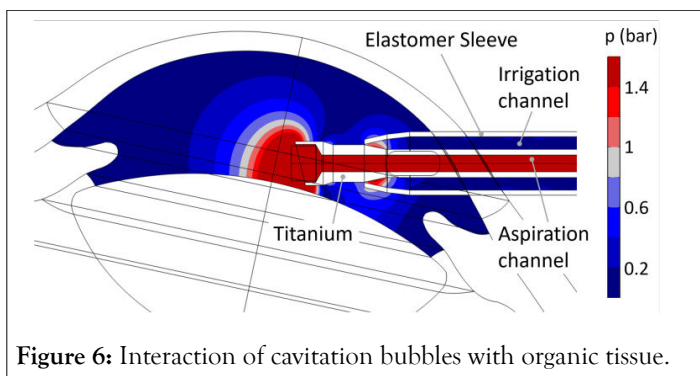 Elastomer Sleeve
p (bar)
Irrigation
channel
1.4
1
0.6
0.2
Titanium
Aspiration
channel
Figure 6: Interaction of cavitation bubbles with organic tissue.